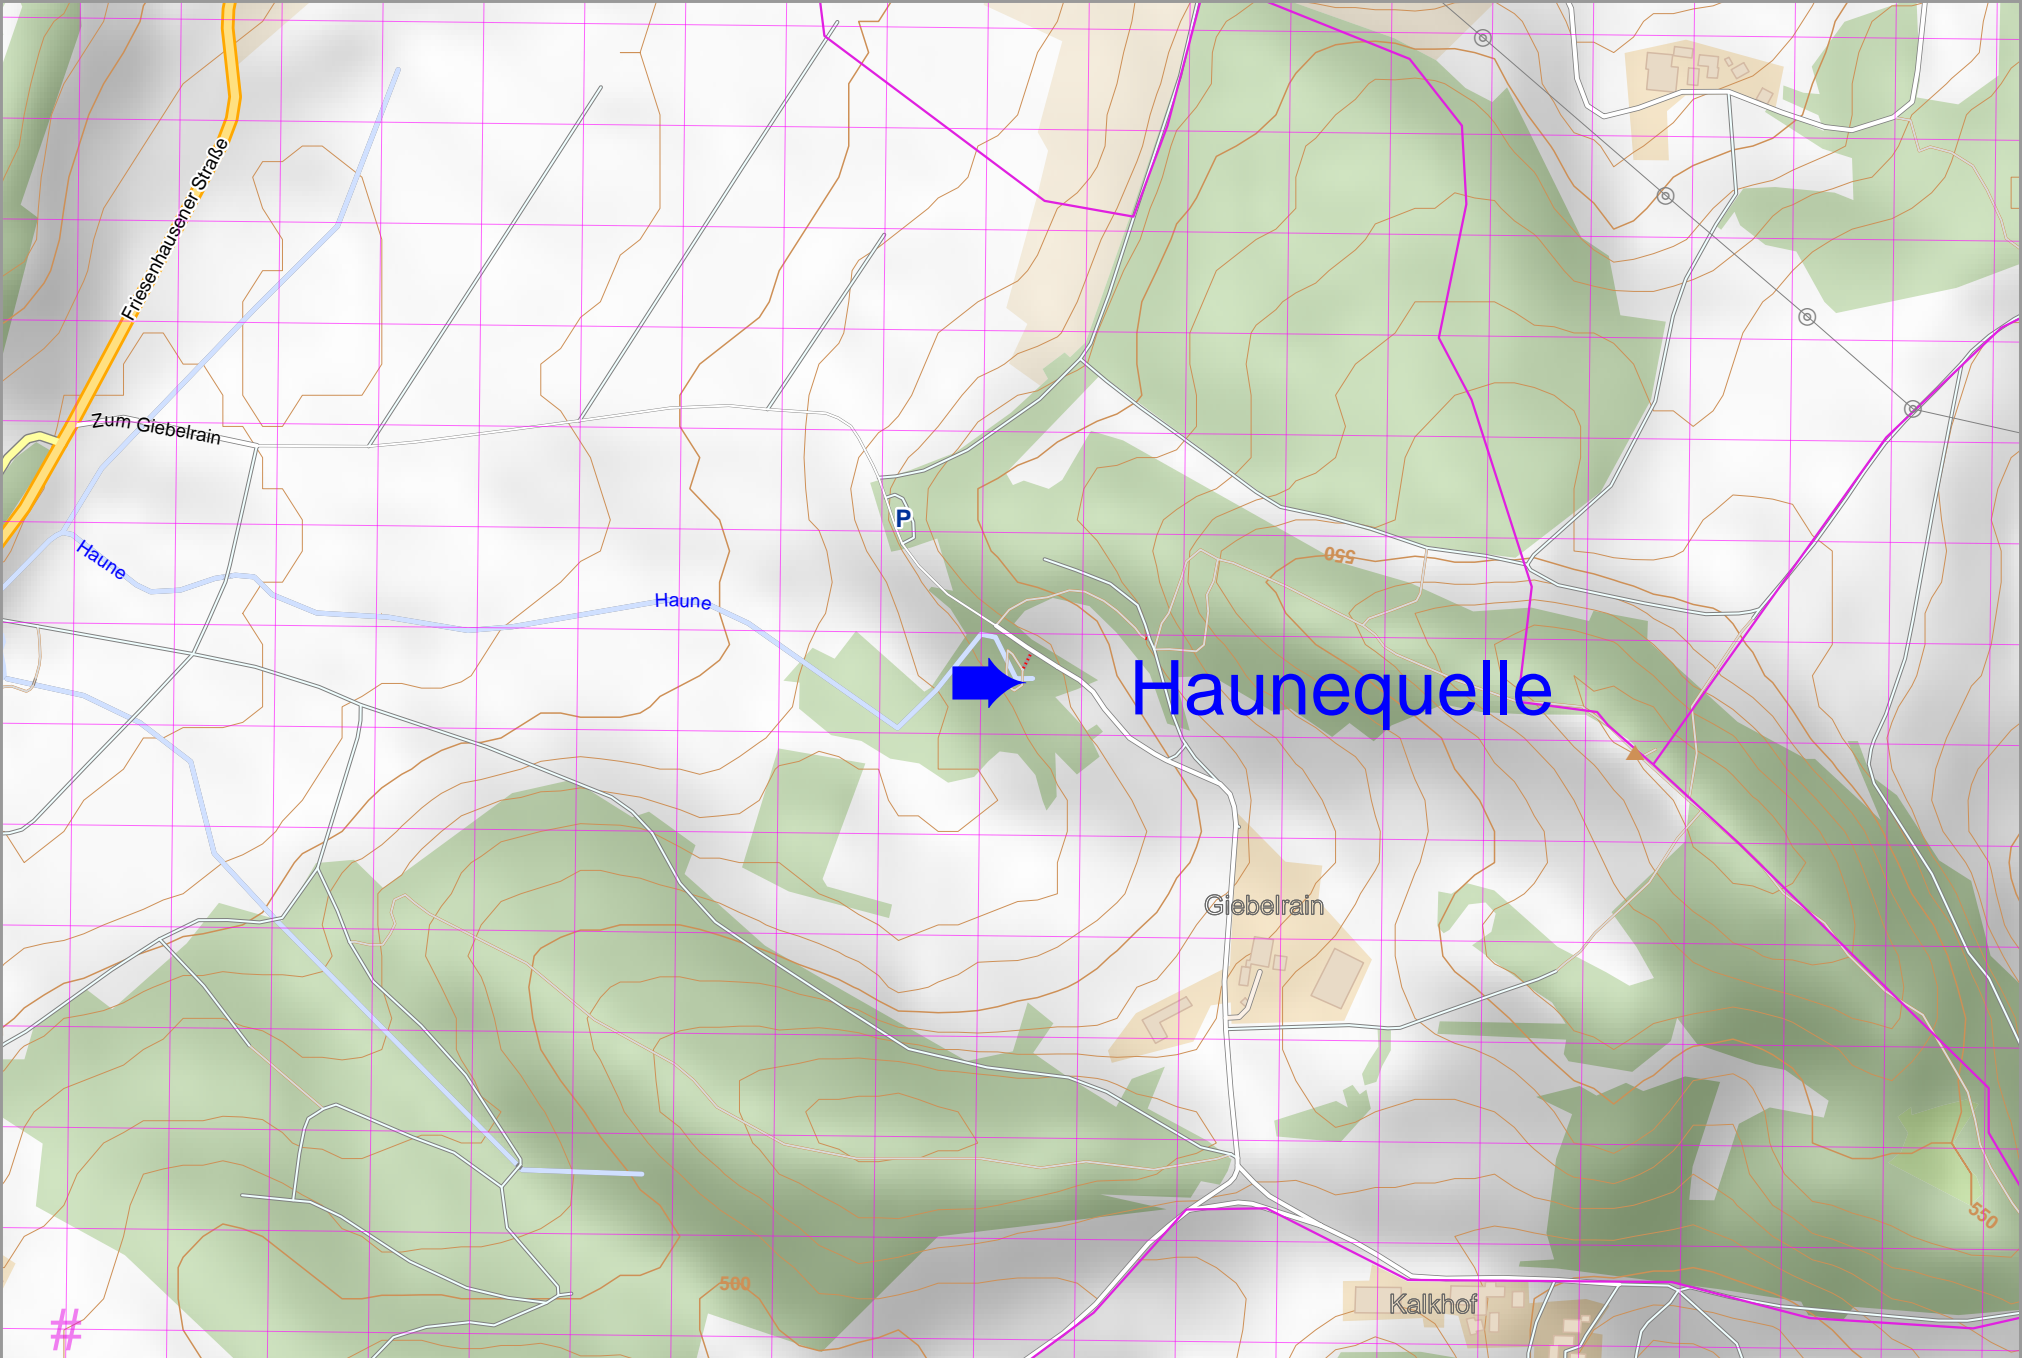 Friesenhausener Straße
Zum Giebelrain
P
Haune
550
Haune
Haunequelle
Giebelrain
550
500
Kalkhof
#